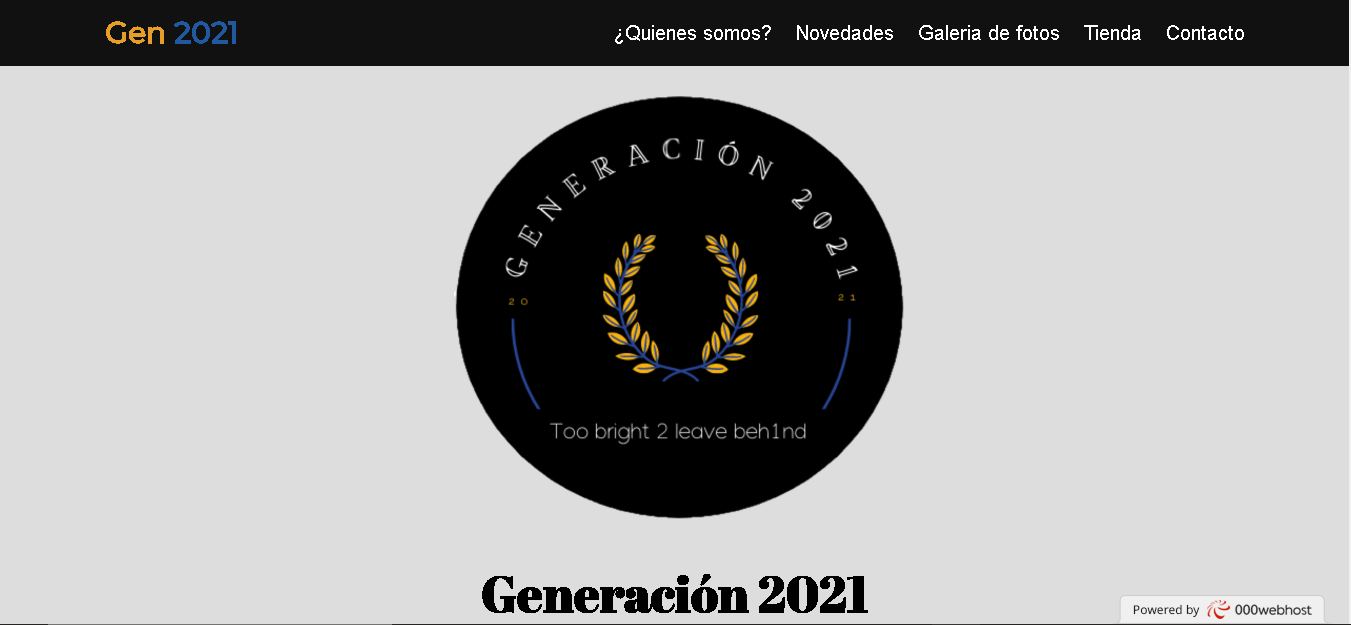 Gen 2021
¿Quienes somos? Novedades Galeria de fotos Tienda Contacto
GENERACIÓN 2021
20 21
Too bright 2 leave beh1nd
Generación 2021
Powered by 000webhost